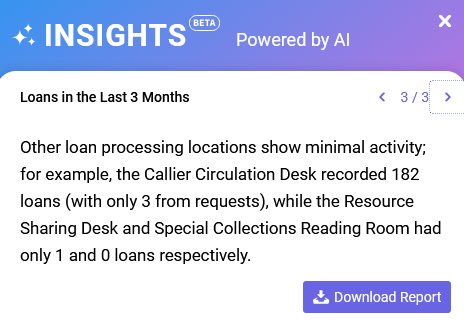 INSIGHTS BETA Powered by AI
Loans in the Last 3 Months 3 / 3
Other loan processing locations show minimal activity;
for example, the Callier Circulation Desk recorded 182
loans (with only 3 from requests), while the Resource
Sharing Desk and Special Collections Reading Room had
only 1 and 0 loans respectively.
Download Report